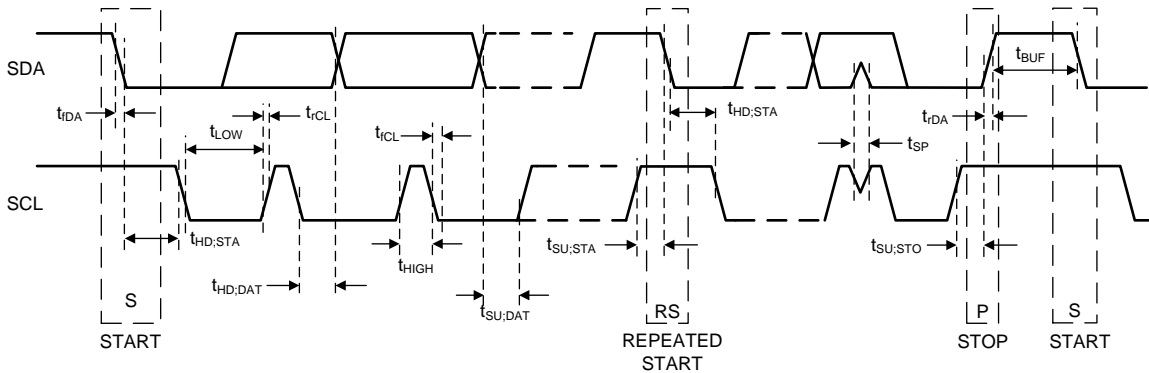 SDA
tBUF
tfDA
trCL
tLOW
tfCL
tHD;STA
trDA
tSP
SCL
tHD;STA
tSU;STA
tSU;STO
tHIGH
tHD;DAT
tSU;DAT
S
RS
P
S
START
REPEATED
START
STOP
START